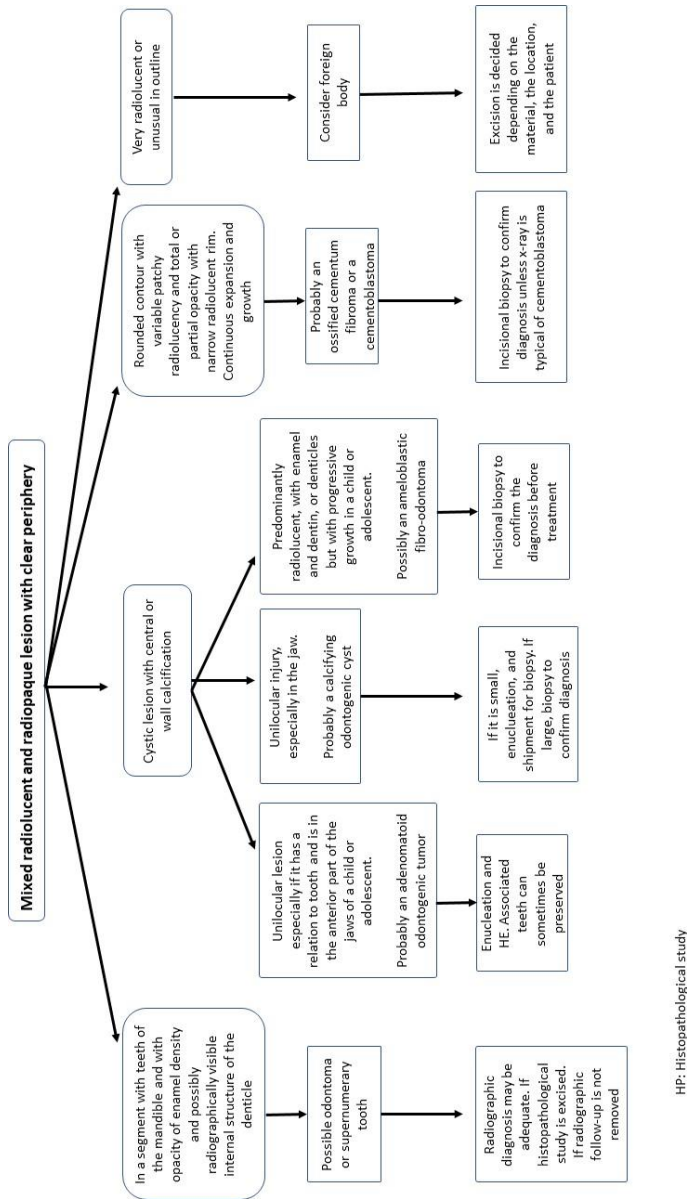 Mixed radiolucent and radiopaque lesion with clear periphery
In a segment with teeth of
the mandible and with
opacity of enamel density
and possibly
radiographically visible
internal structure of the
denticle
Possible odontoma
or supernumerary
tooth
Radiographic
diagnosis may be
adequate. If
histopathological
study is excised.
If radiographic
follow-up is not
removed
Cystic lesion with central or
wall calcification
Unilocular lesion
especially if it has a
relation to tooth and is in
the anterior part of the
jaws of a child or
adolescent.
Probably an adenomatoid
odontogenic tumor
Enucleation and
HE. Associated
teeth can
sometimes be
preserved
Unilocular injury,
especially in the jaw.
Probably a calcifying
odontogenic cyst
If it is small,
enuclueation, and
shipment for biopsy. If
large, biopsy to
confirm diagnosis
Predominantly
radiolucent, with enamel
and dentin, or denticles
but with progressive
growth in a child or
adolescent.
Possibly an ameloblastic
fibro-odontoma
Incisional biopsy to
confirm the
diagnosis before
treatment
Rounded contour with
variable patchy
radiolucency and total or
partial opacity with
narrow radiolucent rim.
Continuous expansion and
growth
Probably an
ossified cementum
fibroma or a
cementoblastoma
Incisional biopsy to confirm
diagnosis unless x-ray is
typical of cementoblastoma
Very radiolucent or
unusual in outline
Consider foreign
body
Excision is decided
depending on the
material, the location,
and the patient
HP: Histopathological study